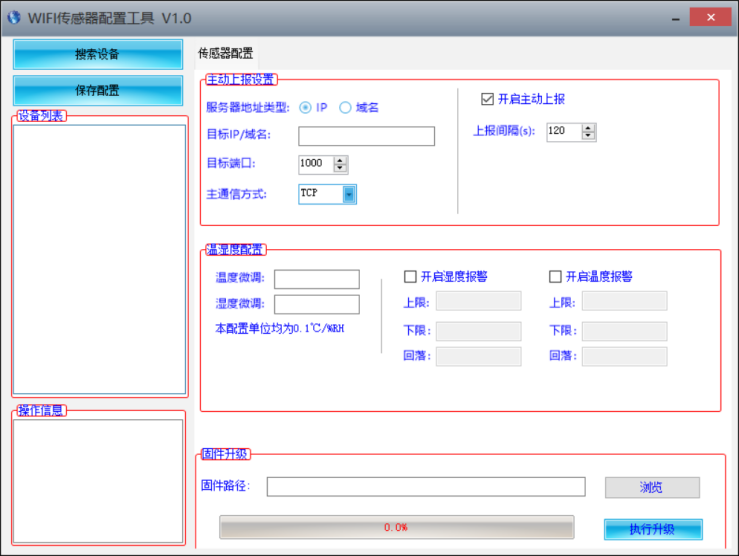 WIFI传感器配置工具 V1.0
搜索设备
保存配置
设备列表
操作信息
传感器配置
主动上报设置
服务器地址类型: IP 域名
目标IP/域名:
目标端口: 1000
主通信方式: TCP
开启主动上报
上报间隔(s): 120
温湿度配置
温度微调:
湿度微调:
本配置单位均为0.1℃/%RH
开启湿度报警
上限:
下限:
回落:
开启温度报警
上限:
下限:
回落:
固件升级
固件路径: 浏览
0.0% 执行升级